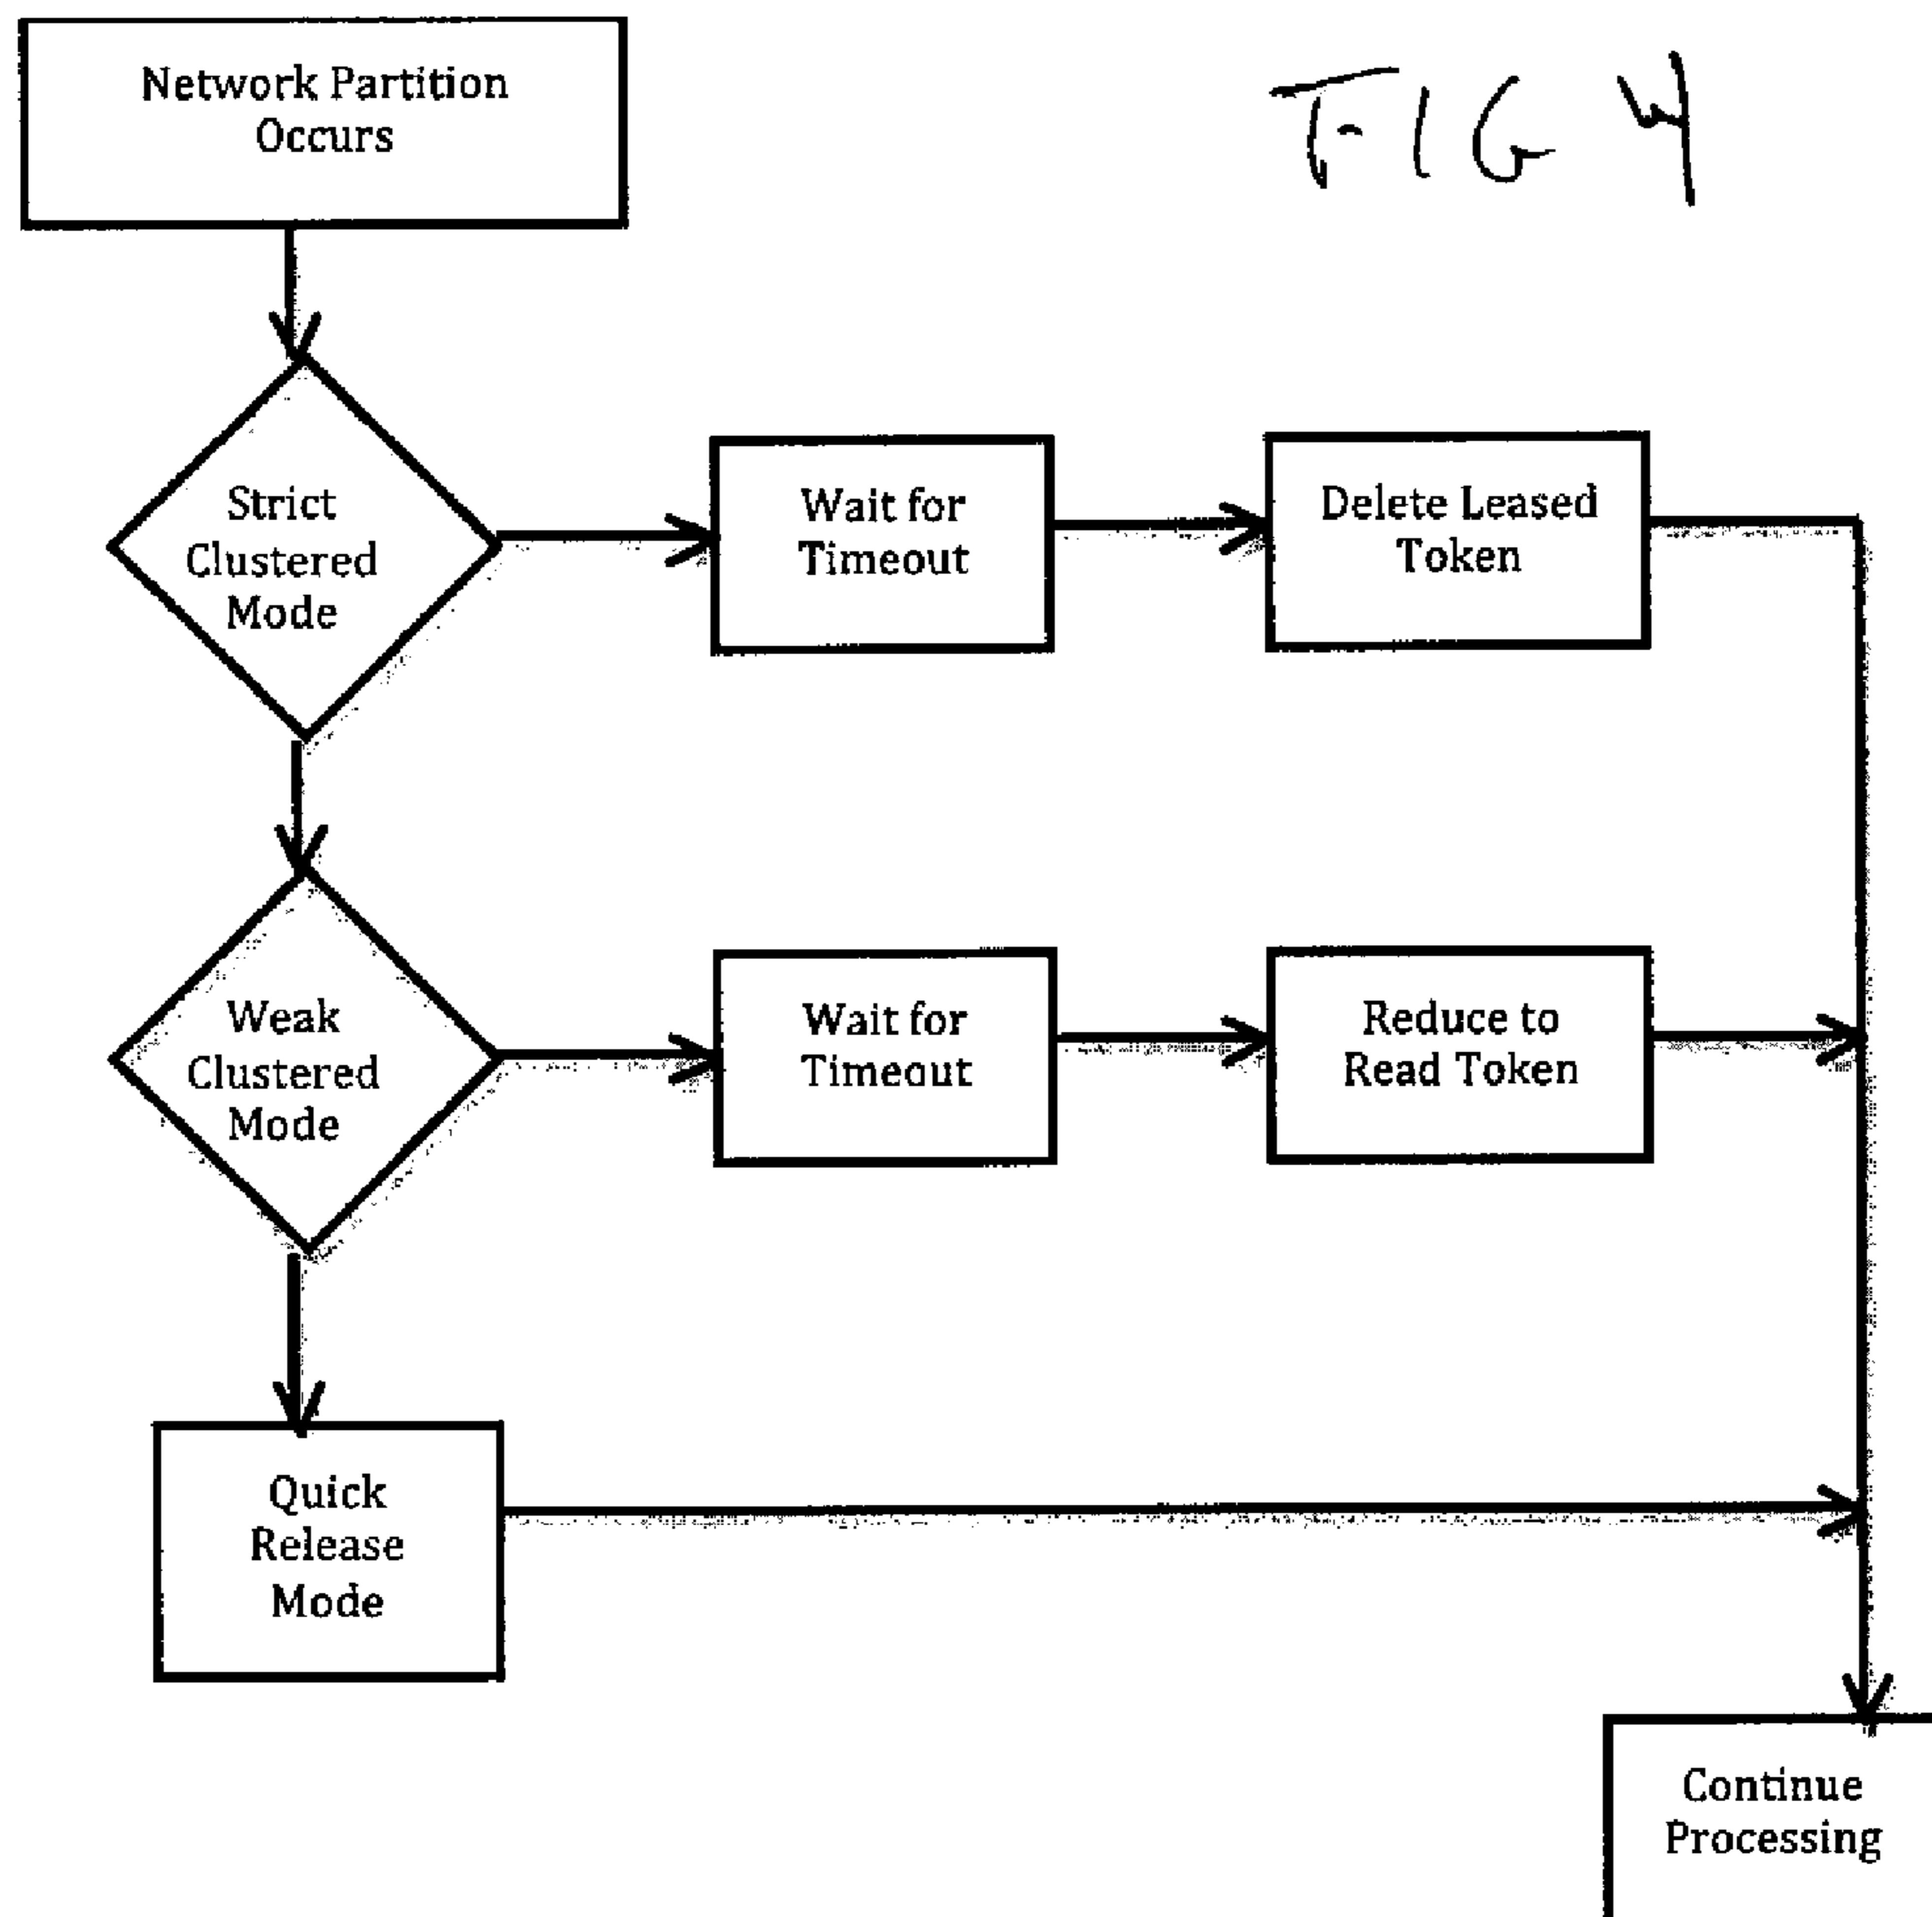 Network Partition
Occurs
FIG 4
Strict
Clustered
Mode
Wait for
Timeout
Delete Leased
Token
Weak
Clustered
Mode
Wait for
Timeout
Reduce to
Read Token
Quick
Release
Mode
Continue
Processing